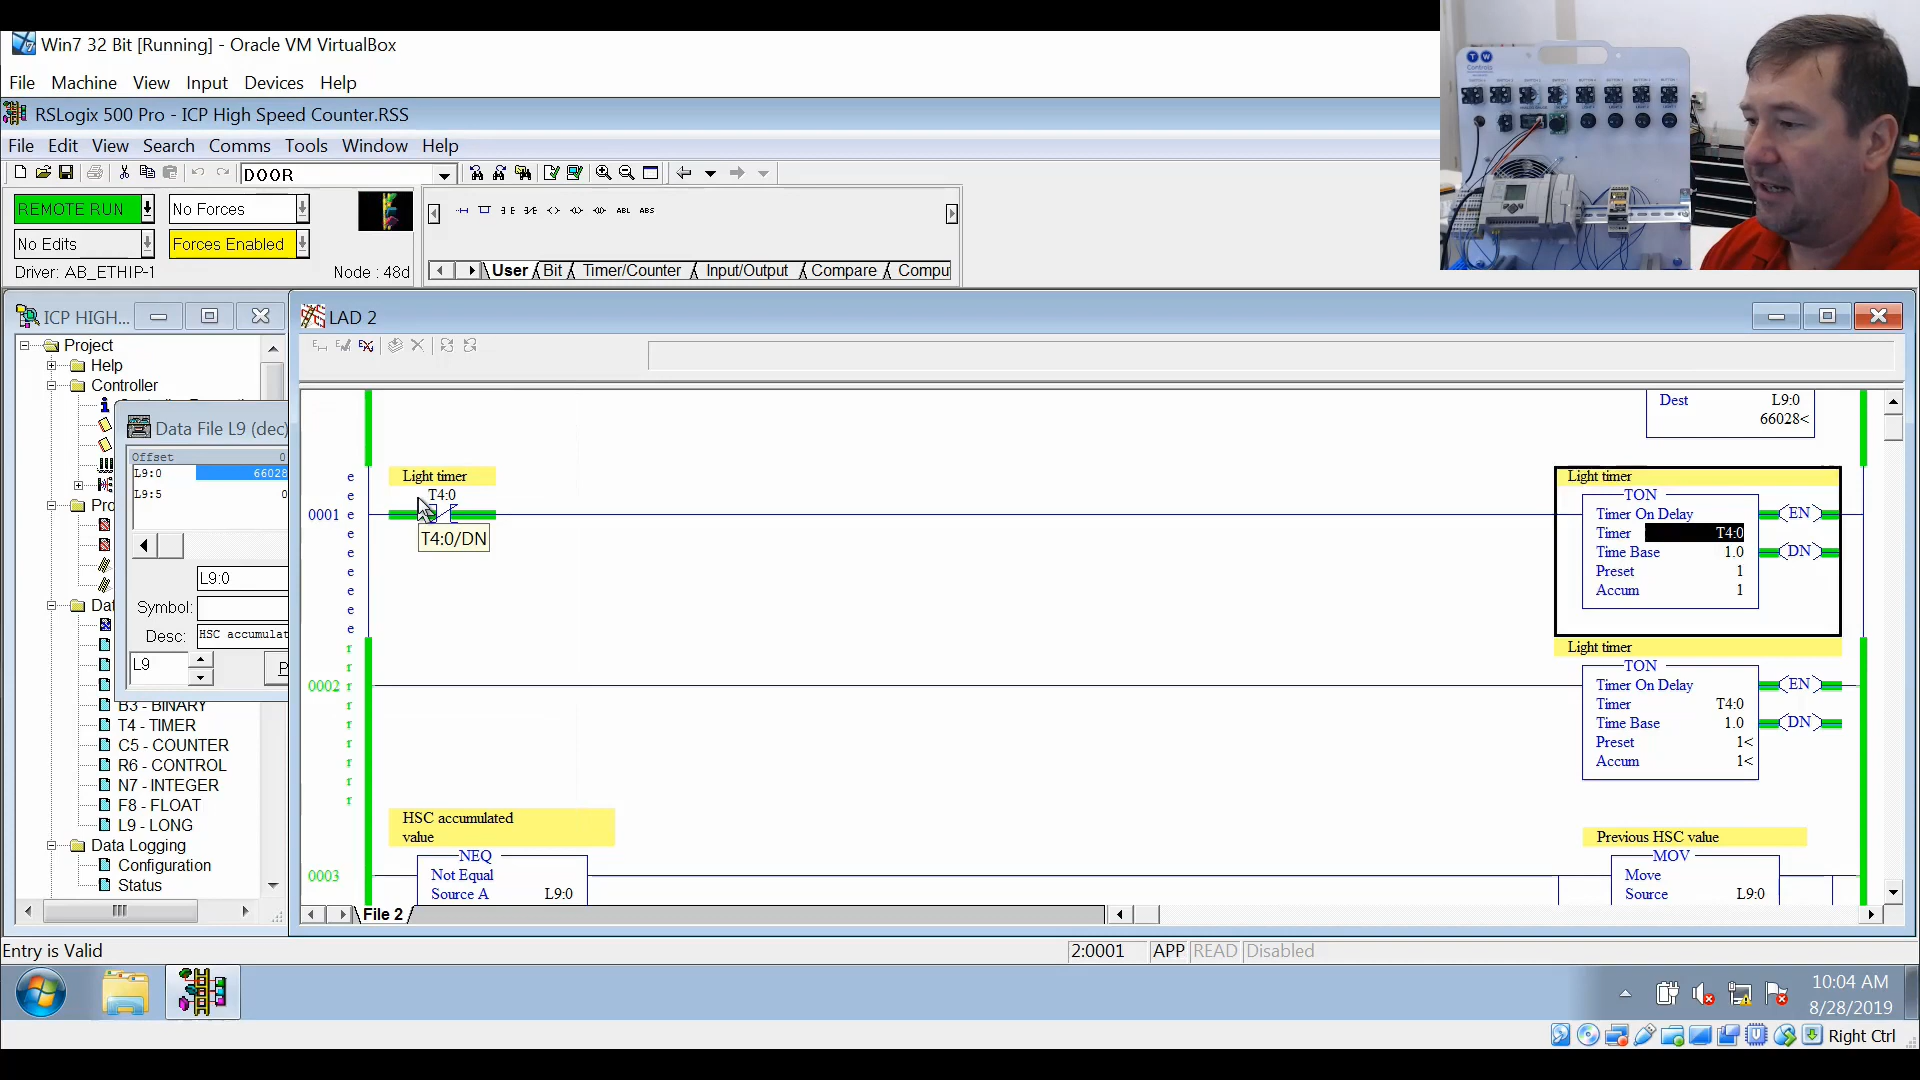 Win7 32 Bit [Running] - Oracle VM VirtualBox
File Machine View Input Devices Help
RSLogix 500 Pro - ICP High Speed Counter.RSS
File Edit View Search Comms Tools Window Help
DOOR
REMOTE RUN
No Forces
No Edits
Forces Enabled
Driver: AB_ETHIP-1
Node : 48d
ABL ABS
User Bit Timer/Counter Input/Output Compare Compu
T W
Controls
ICP HIGH...
Project
Help
Controller
Data File L9 (dec)
Offset 0
L9:0 66028
L9:5 0
Pro
L9:0
Dat
Symbol:
Desc: HSC accumulat
L9
P
B3 - BINARY
T4 - TIMER
C5 - COUNTER
R6 - CONTROL
N7 - INTEGER
F8 - FLOAT
L9 - LONG
Data Logging
Configuration
Status
LAD 2
Dest L9:0
66028<
Light timer
T4:0
0001
T4:0/DN
e
e
e
e
e
e
e
e
e
Light timer
TON
Timer On Delay
Timer T4:0
Time Base 1.0
Preset 1
Accum 1
EN
DN
0002
r
r
r
r
r
r
r
r
Light timer
TON
Timer On Delay
Timer T4:0
Time Base 1.0
Preset 1<
Accum 1<
EN
DN
HSC accumulated
value
0003
NEQ
Not Equal
Source A L9:0
Previous HSC value
MOV
Move
Source L9:0
File 2
Entry is Valid
2:0001 APP READ Disabled
10:04 AM
8/28/2019
Right Ctrl